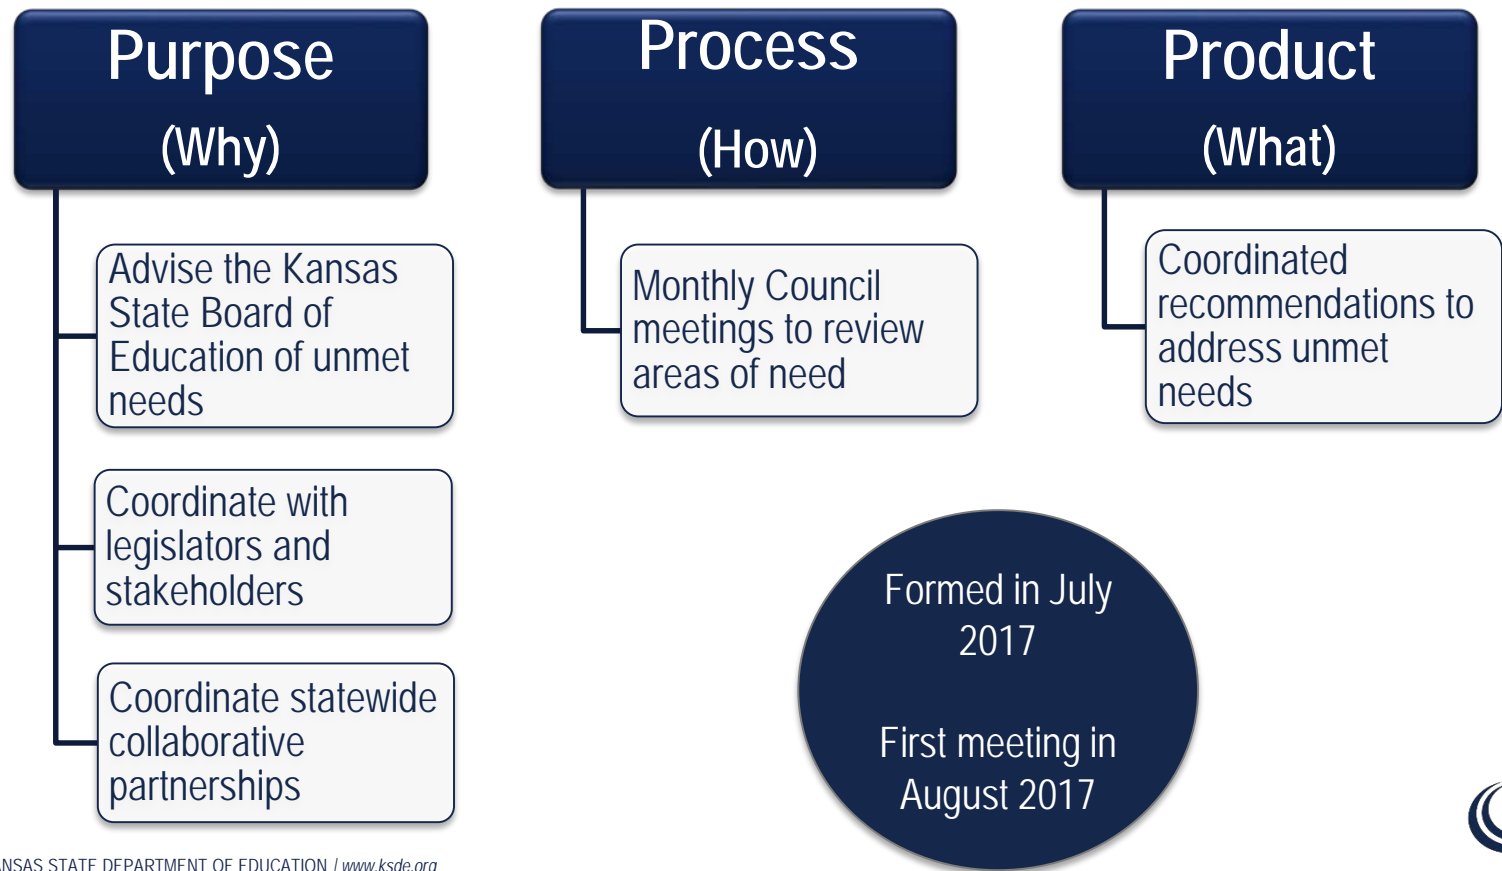 Purpose
(Why)
Advise the Kansas
State Board of
Education of unmet
needs
Coordinate with
legislators and
stakeholders
Coordinate statewide
collaborative
partnerships
Process
(How)
Monthly Council
meetings to review
areas of need
Product
(What)
Coordinated
recommendations to
address unmet
needs
Formed in July
2017
First meeting in
August 2017
ANSAS STATE DEPARTMENT OF EDUCATION / www.ksde.org